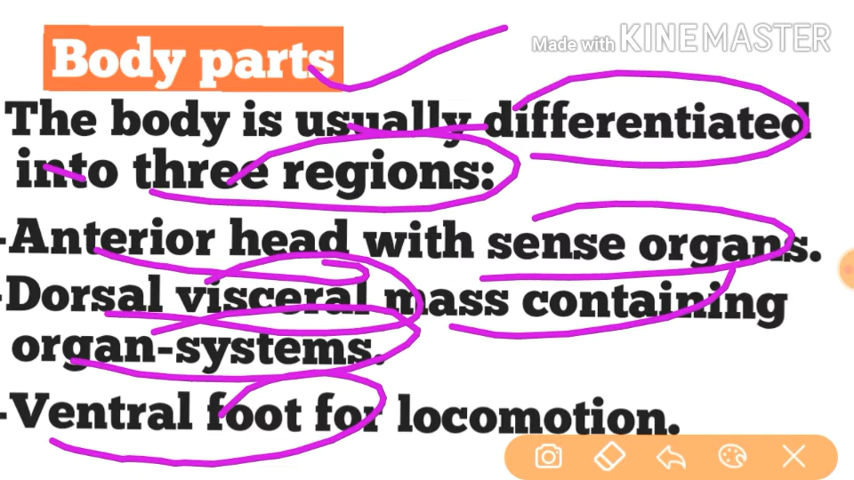 Made with KINEMASTER
Body parts
The body is usually differentiated
into three regions:
-Anterior head with sense organs.
-Dorsal visceral mass containing
organ-systems.
-Ventral foot for locomotion.